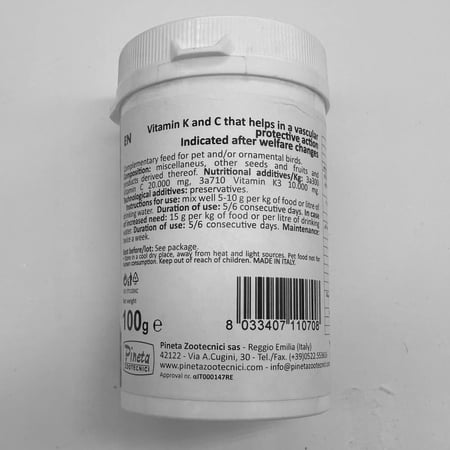 EN
Vitamin K and C that helps in a vascular
protective action
Indicated after welfare changes
Complementary feed for pet and/or ornamental birds.
Composition: miscellaneus, other seeds and fruits and
products derived thereof. Nutritional additives/Kg: 3a300
vitamin C 20.000 mg, 3a710 Vitamin K3 10.000 mg.
Technological additives: preservatives.
Instructions for use: mix well 5-10 g per kg of food or litre of
drinking water. Duration of use: 5/6 consecutive days. In case
of increased need: 15 g per kg of food or per litre of drinking
water. Duration of use: 5/6 consecutive days. Maintenance:
twice a week.
Best before/lot: See package.
Store in a cool dry place, away from heat and light sources. Pet food not for
human consumption. Keep out of reach of children. MADE IN ITALY.
Net weight
100g e
8 033407 110708
Pineta
ZOOTECNICI
Pineta Zootecnici sas - Reggio Emilia (Italy)
42122 - Via A.Cugini, 30 - Tel./Fax. (+39)0522.
www.pinetazootecnici.com - info@pinetazootecnici.com
Approval nr. αIT000147RE